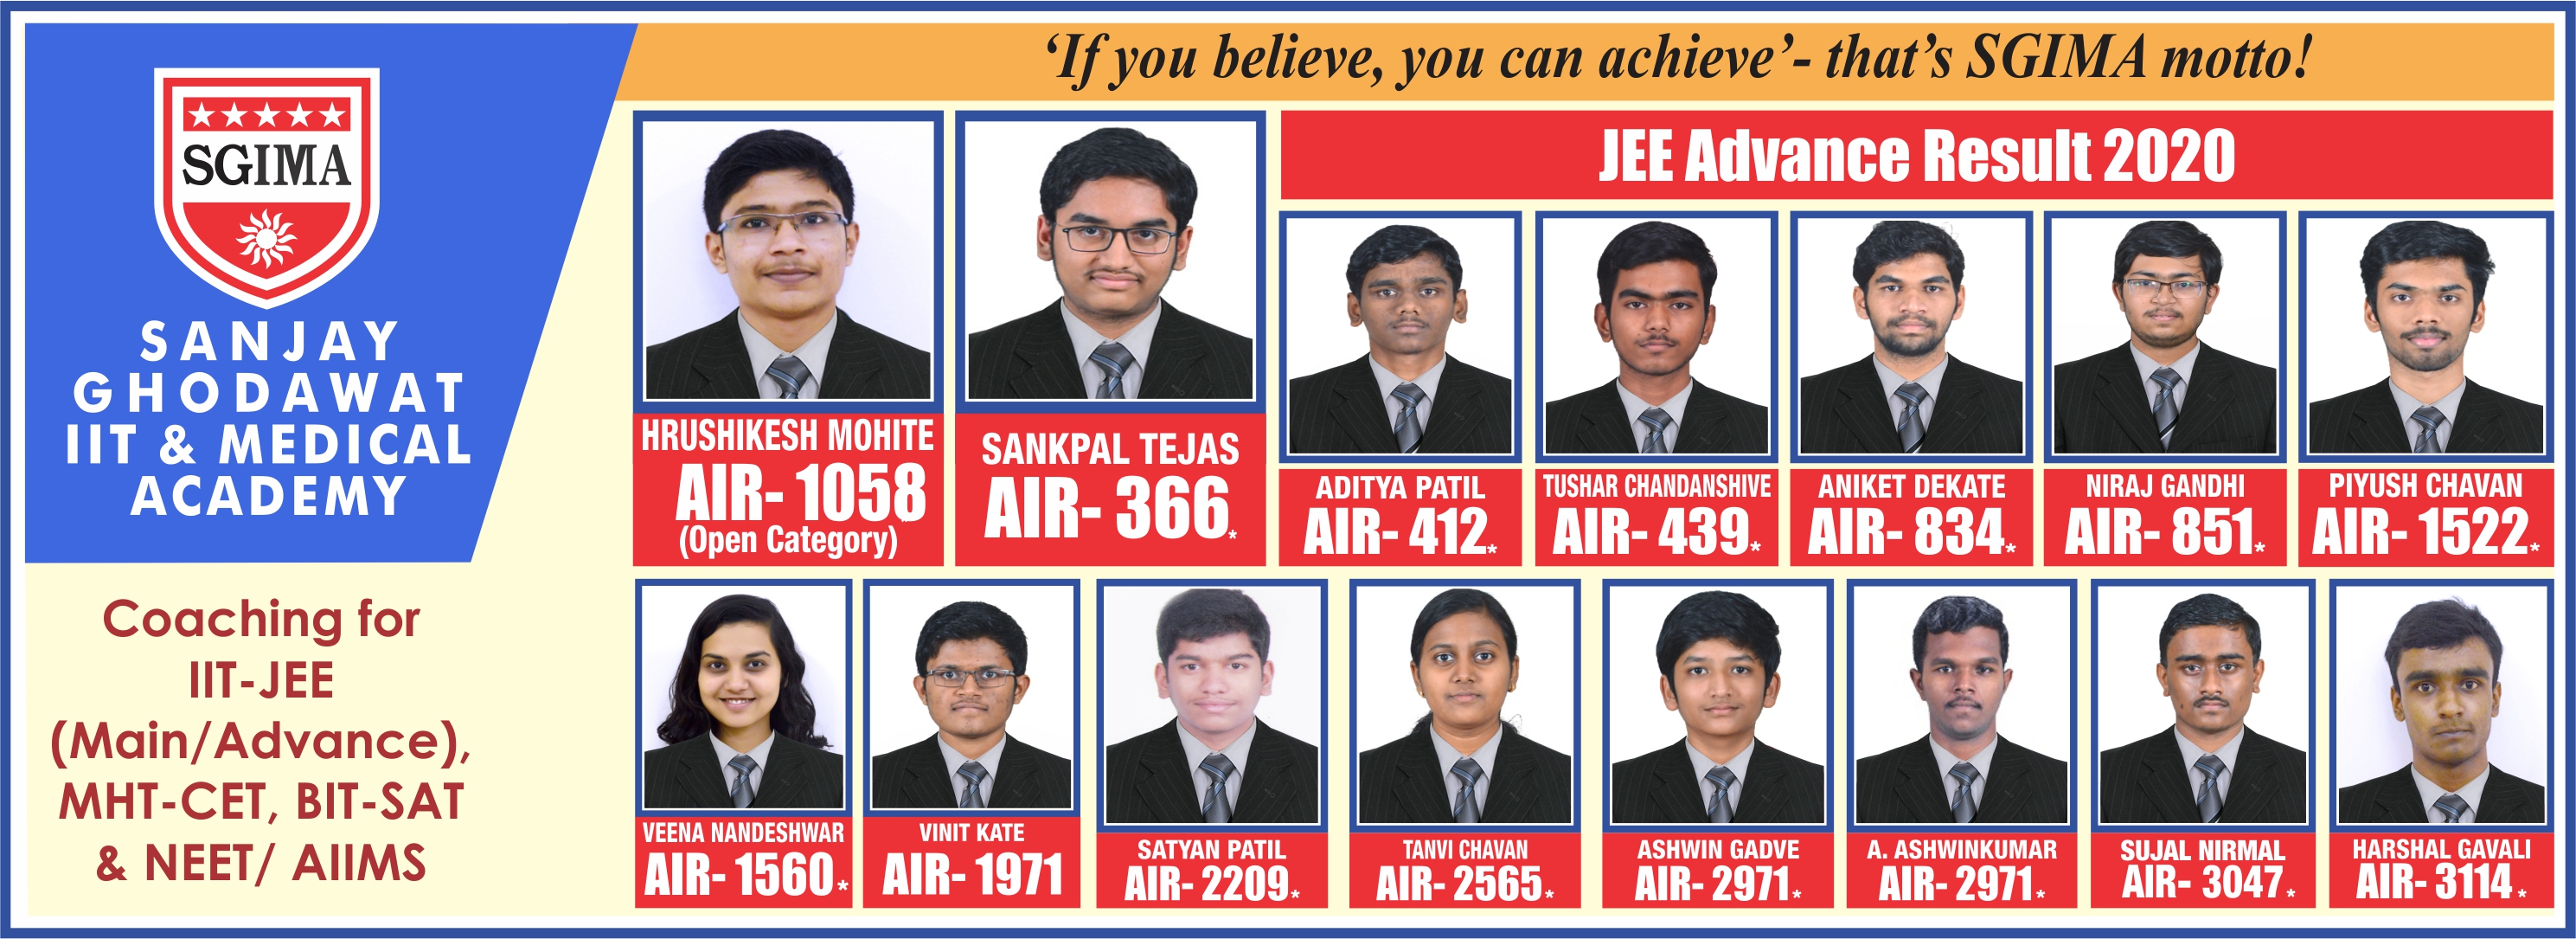 SGIMA
SANJAY
GHODAWAT
IIT & MEDICAL
ACADEMY
Coaching for
IIT-JEE
(Main/Advance),
MHT-CET, BIT-SAT
& NEET/ AIIMS
‘If you believe, you can achieve’- that’s SGIMA motto!
JEE Advance Result 2020
HRUSHIKESH MOHITE
AIR- 1058
(Open Category)
SANKPAL TEJAS
AIR- 366*
ADITYA PATIL
AIR- 412*
TUSHAR CHANDANSHIVE
AIR- 439*
ANIKET DEKATE
AIR- 834*
NIRAJ GANDHI
AIR- 851*
PIYUSH CHAVAN
AIR- 1522*
VEENA NANDESHWAR
AIR- 1560*
VINIT KATE
AIR- 1971
SATYAN PATIL
AIR- 2209*
TANVI CHAVAN
AIR- 2565*
ASHWIN GADVE
AIR- 2971*
A. ASHWINKUMAR
AIR- 2971*
SUJAL NIRMAL
AIR- 3047*
HARSHAL GAVALI
AIR- 3114*